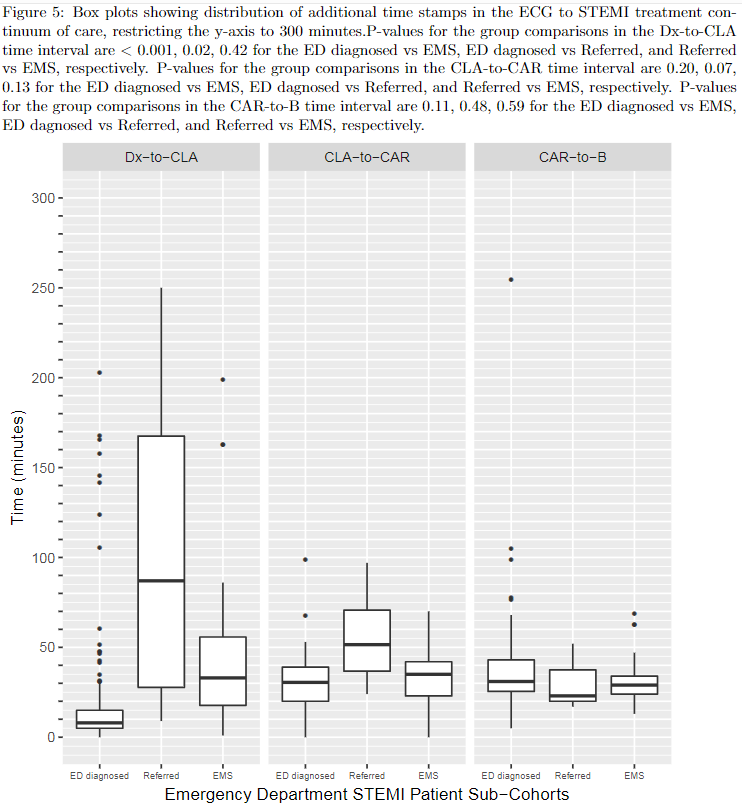 Figure 5: Box plots showing distribution of additional time stamps in the ECG to STEMI treatment con-
tinuum of care, restricting the y-axis to 300 minutes.P-values for the group comparisons in the Dx-to-CLA
time interval are < 0.001, 0.02, 0.42 for the ED diagnosed vs EMS, ED dagnosed vs Referred, and Referred
vs EMS, respectively. P-values for the group comparisons in the CLA-to-CAR time interval are 0.20, 0.07,
0.13 for the ED diagnosed vs EMS, ED dagnosed vs Referred, and Referred vs EMS, respectively. P-values
for the group comparisons in the CAR-to-B time interval are 0.11, 0.48, 0.59 for the ED diagnosed vs EMS,
ED dagnosed vs Referred, and Referred vs EMS, respectively.
Dx−to−CLA
CLA−to−CAR
CAR−to−B
300
250
200
150
100
50
0
Time (minutes)
ED diagnosed Referred EMS
ED diagnosed Referred EMS
ED diagnosed Referred EMS
Emergency Department STEMI Patient Sub−Cohorts